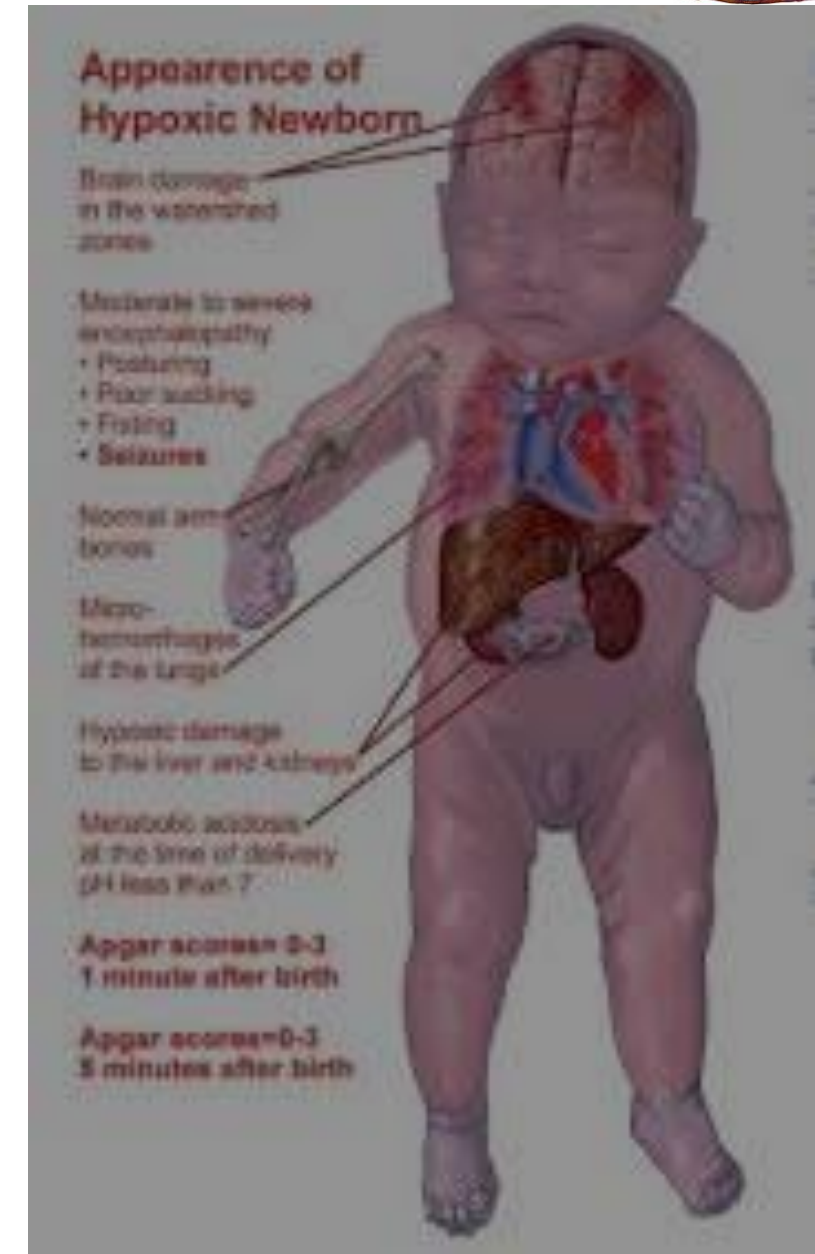 Appearence of
Hypoxic Newborn
Brain damage
in the watershed
zones
Moderate to severe
encephalopathy
• Posturing
• Poor sucking
• Fisting
• Seizures
Normal arm
bones
Micro-
hemorrhages
of the lungs
Hypoxic damage
to the liver and kidneys
Metabolic acidosis
at the time of delivery
pH less than 7
Apgar scores= 0-3
1 minute after birth
Apgar scores=0-3
5 minutes after birth